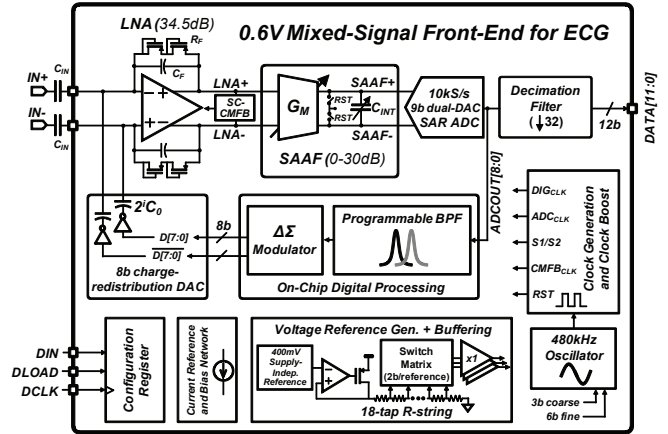 LNA (34.5dB)
0.6V Mixed-Signal Front-End for ECG
IN+
CIN
RF
CF
LNA+
SAAF+
IN-
CIN
SC-
CMFB
LNA-
GM
RST
RST
CINT
SAAF-
SAAF (0-30dB)
10kS/s
9b dual-DAC
SAR ADC
Decimation
Filter
(↓32)
12b
DATA[11:0]
ADCOUT[8:0]
2^iC0
8b
D[7:0]
D[7:0]
8b charge-
redistribution DAC
ΔΣ
Modulator
Programmable BPF
On-Chip Digital Processing
DIGCLK
ADCCLK
S1/S2
CMFBCLK
RST
Clock Generation
and Clock Boost
DIN
DLOAD
DCLK
Configuration
Register
Current Reference
and Bias Network
Voltage Reference Gen. + Buffering
400mV
Supply-
Indep.
Reference
Switch
Matrix
(2b/reference)
x1
18-tap R-string
480kHz
Oscillator
3b coarse
6b fine